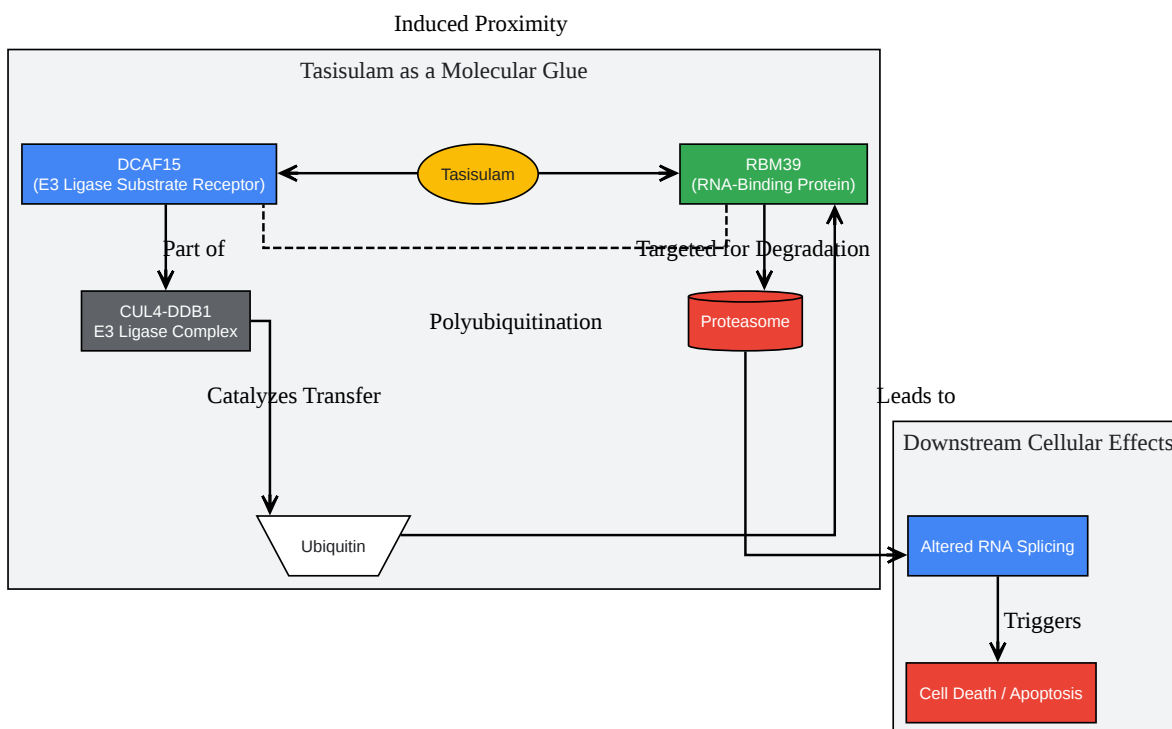 Induced Proximity
Tasisulam as a Molecular Glue
DCAF15
(E3 Ligase Substrate Receptor)
Tasisulam
RBM39
(RNA-Binding Protein)
Part of
Targeted for Degradation
CUL4-DDB1
E3 Ligase Complex
Polyubiquitination
Proteasome
Catalyzes Transfer
Leads to
Downstream Cellular Effects
Ubiquitin
Altered RNA Splicing
Triggers
Cell Death / Apoptosis